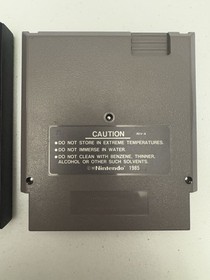 CAUTION
●DO NOT STORE IN EXTREME TEMPERATURES.
●DO NOT IMMERSE IN WATER.
●DO NOT CLEAN WITH BENZENE, THINNER,
ALCOHOL OR OTHER SUCH SOLVENTS.
©Nintendo 1985